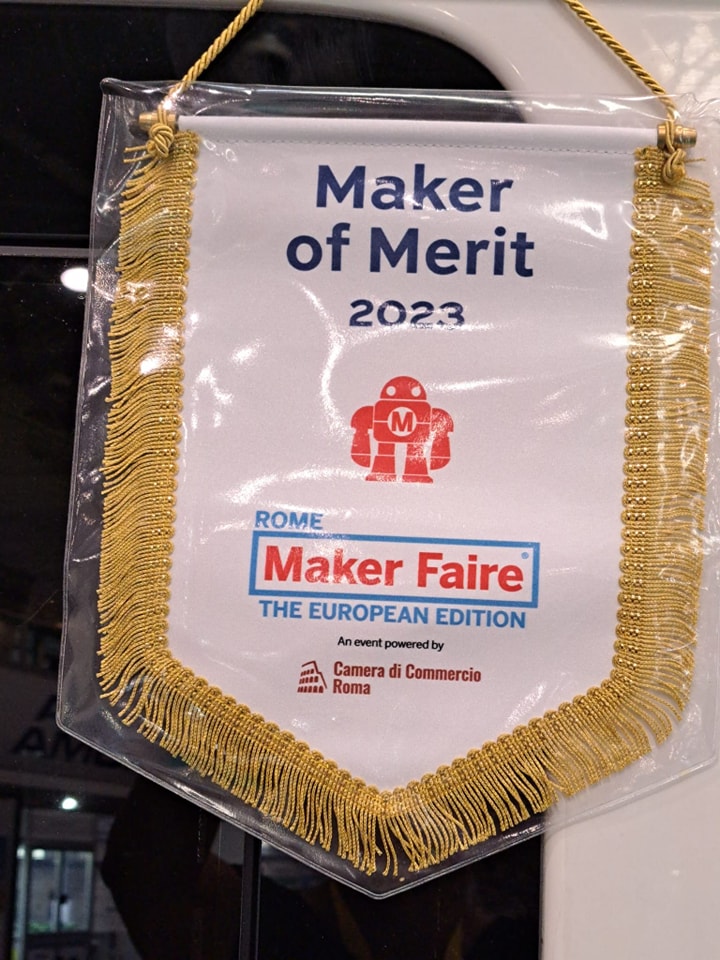 Maker
of Merit
2023
M
ROME
Maker Faire®
THE EUROPEAN EDITION
An event powered by
Camera di Commercio
Roma